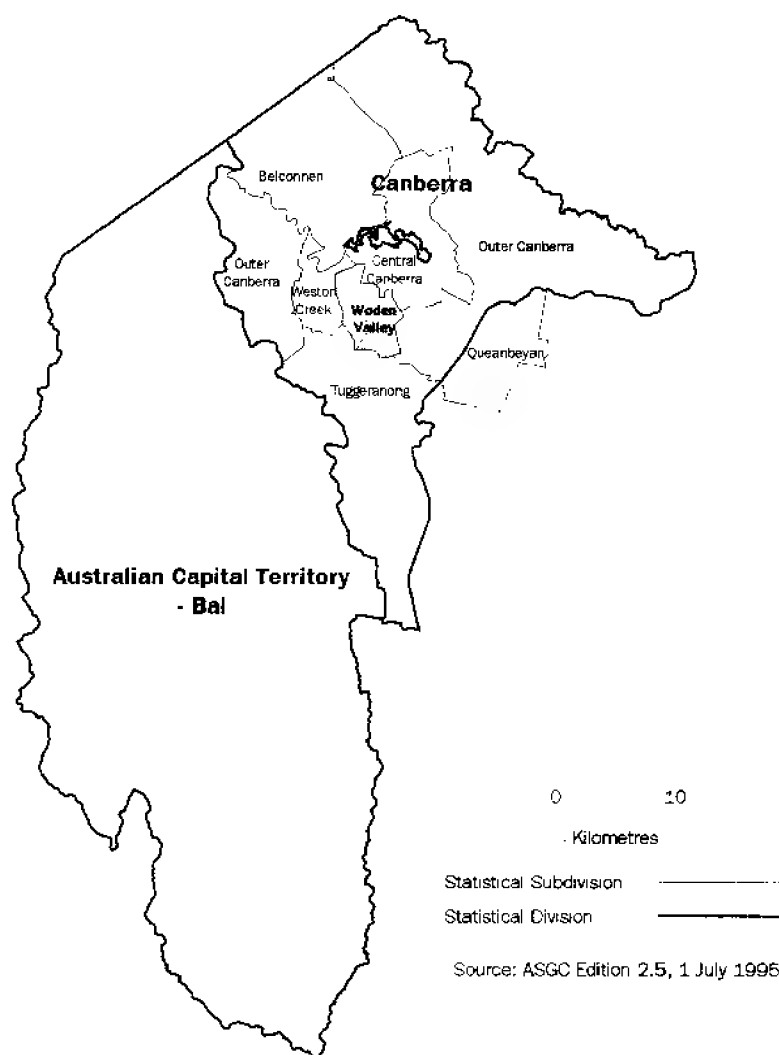 Belconnen
Canberra
Outer Canberra
Outer
Canberra
Central
Canberra
Weston
Creek
Woden
Valley
Queanbeyan
Tuggeranong
Australian Capital Territory
- Bal
0 10
Kilometres
Statistical Subdivision
Statistical Division
Source: ASGC Edition 2.5, 1 July 1995